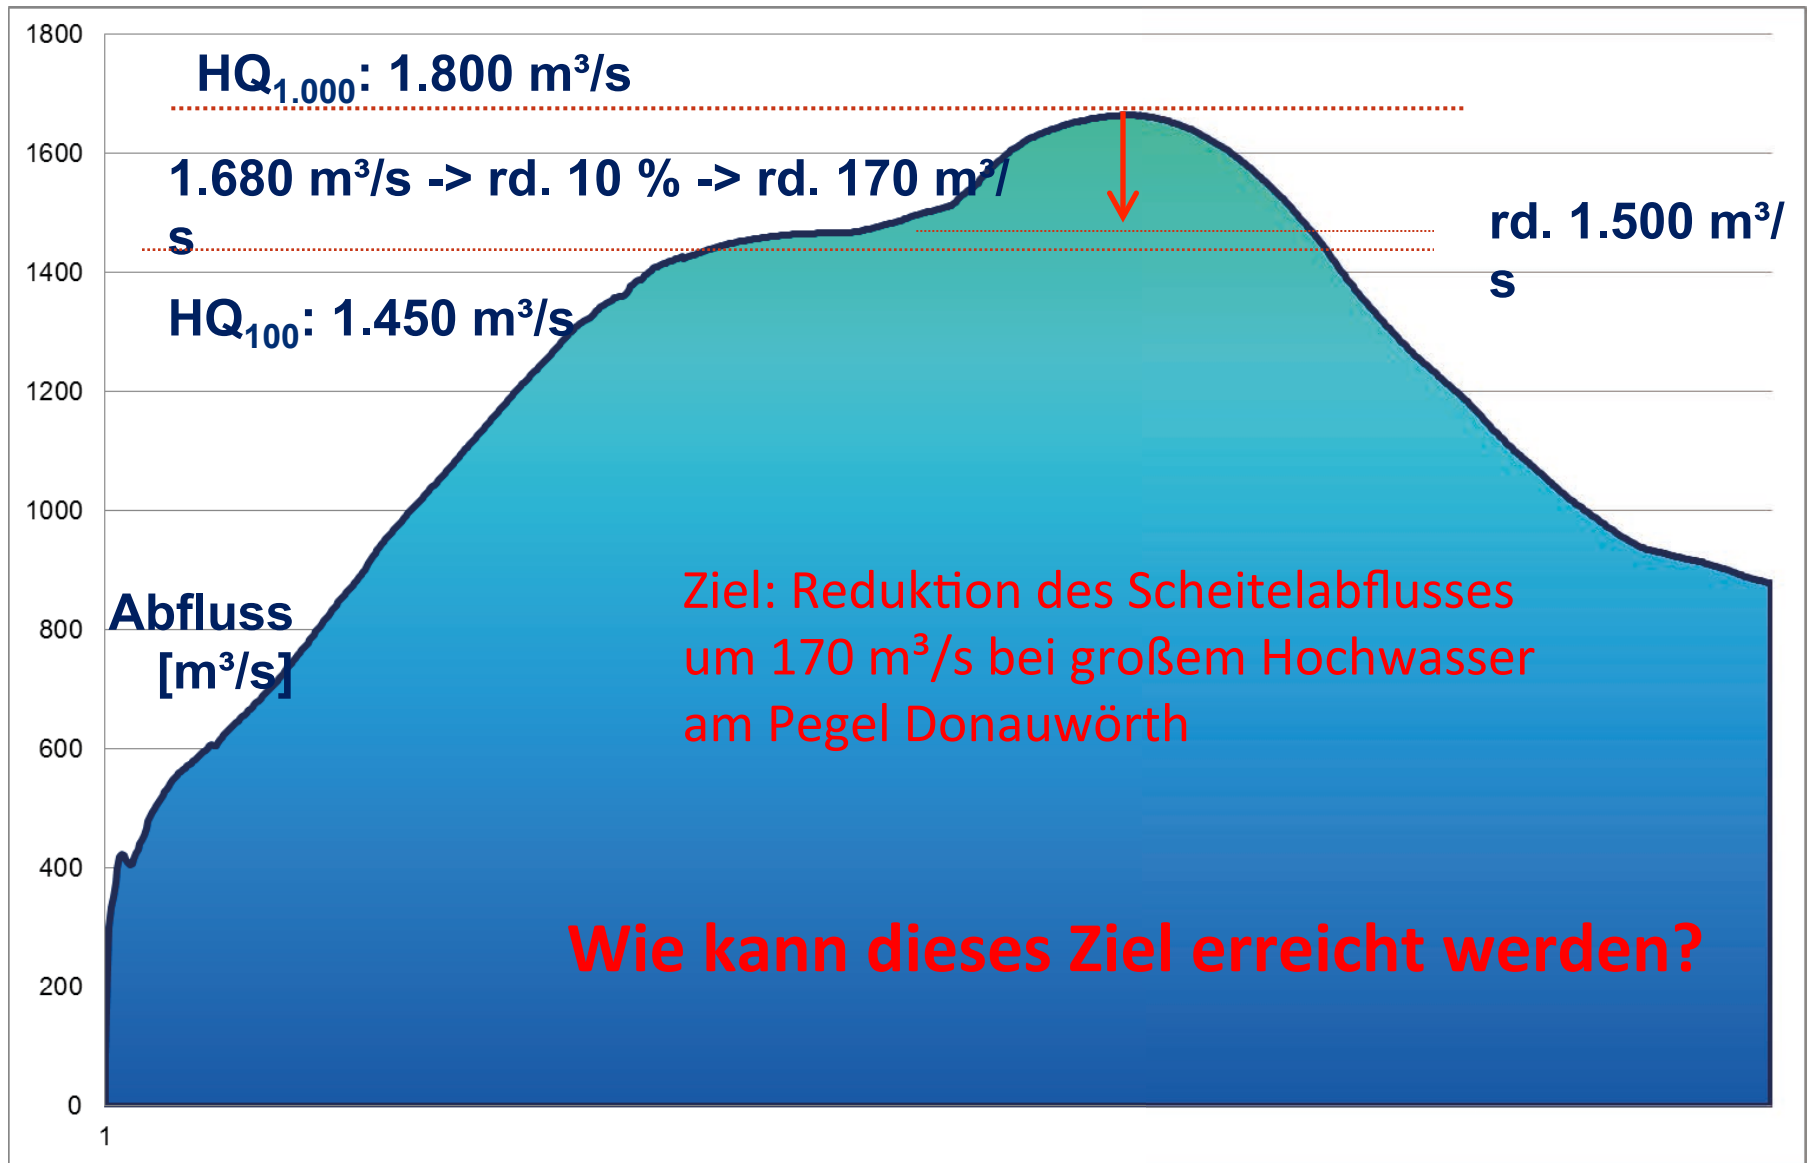 1800
HQ1.000: 1.800 m³/s
1600
1.680 m³/s -> rd. 10 % -> rd. 170 m³/
s
rd. 1.500 m³/
s
1400
HQ100: 1.450 m³/s
1200
1000
Ziel: Reduktion des Scheitelabflusses
um 170 m³/s bei großem Hochwasser
am Pegel Donauwörth
Abfluss
[m³/s]
800
600
400
Wie kann dieses Ziel erreicht werden?
200
0
1